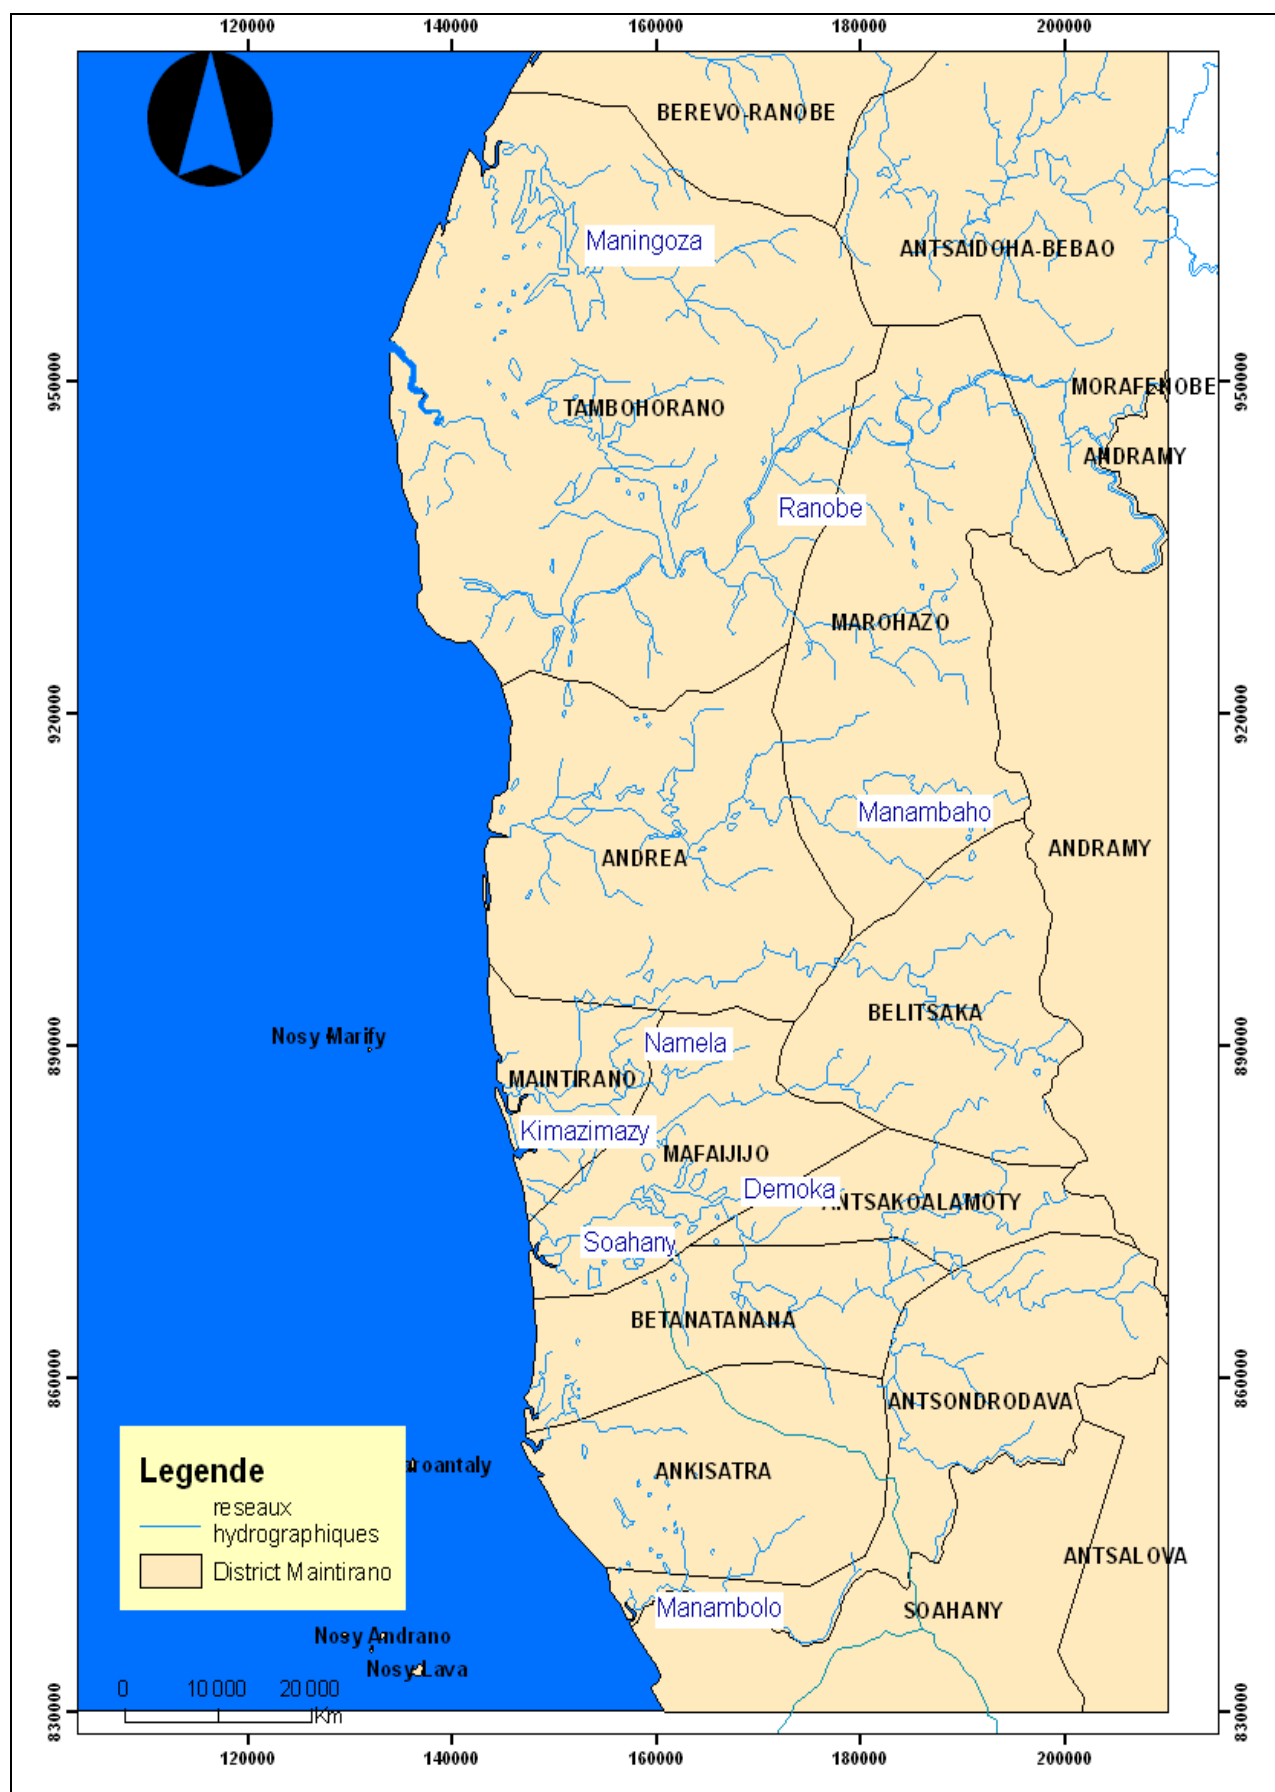 120000 140000 160000 180000 200000
BEREVO-RANOBE
Maningoza
ANTSAIDOHA-BEBAO
950000
MORAFENOBE
950000
TAMBOHORANO
ANDRAMY
Ranobe
MAROHAZO
920000
920000
Manambaho
ANDREA
ANDRAMY
BELITSAKA
Nosy Marify
Namela
890000
890000
MAINTIRANO
Kimazimazy
MAFAIJIJO
Demoka
ANTSAKOALAMOTY
Soahany
BETANATANANA
860000
860000
ANTSONDRODAVA
Legende
reseaux
hydrographiques
District Maintirano
aroantaly
ANKISATRA
ANTSALOVA
Manambolo
SOAHANY
Nosy Andrano
Nosy Lava
0 10 000 20 000
Km
830000
830000
120000 140000 160000 180000 200000